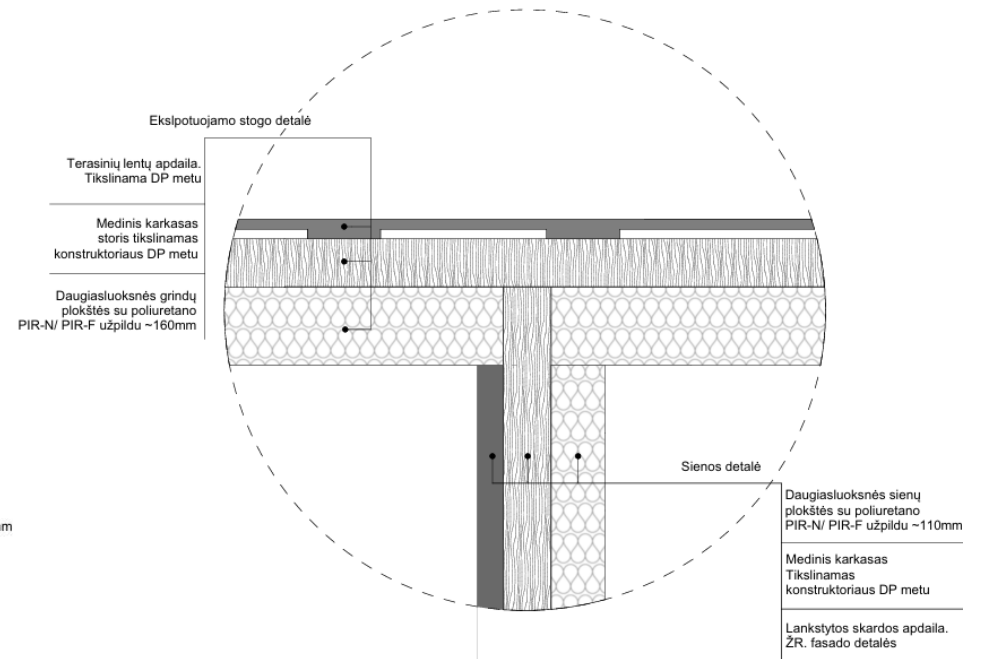 Ekslpotuojamo stogo detalė
Terasinių lentų apdaila.
Tikslinama DP metu
Medinis karkasas
storis tikslinamas
konstruktoriaus DP metu
Daugiasluoksnės grindų
plokštės su poliuretano
PIR-N/ PIR-F užpildu ~160mm
Sienos detalė
Daugiasluoksnės sienų
plokštės su poliuretano
PIR-N/ PIR-F užpildu ~110mm
Medinis karkasas
Tikslinamas
konstruktoriaus DP metu
Lankstytos skardos apdaila.
ŽR. fasado detalės